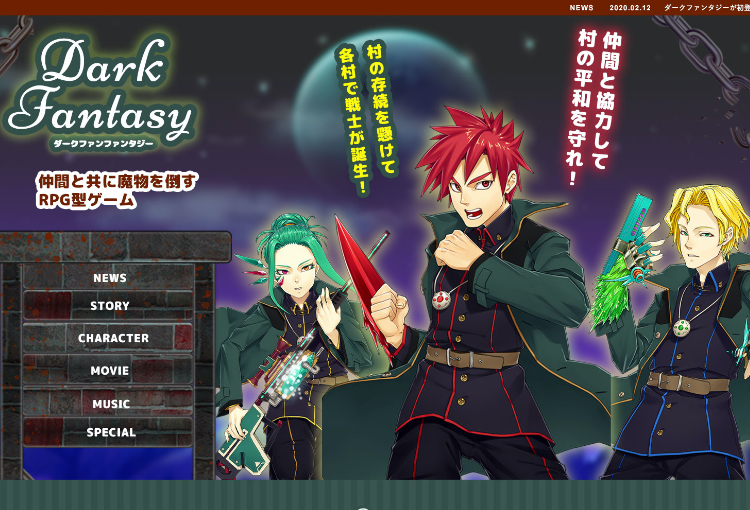 NEWS 2020.02.12 ダークファンタジーが初登
Dark
Fantasy
ダークファンファンタジー
仲間と共に魔物を倒す
RPG型ゲーム
仲間と協力して
村の平和を守れ！
村の存続を懸けて
各村で戦士が誕生！
NEWS
STORY
CHARACTER
MOVIE
MUSIC
SPECIAL